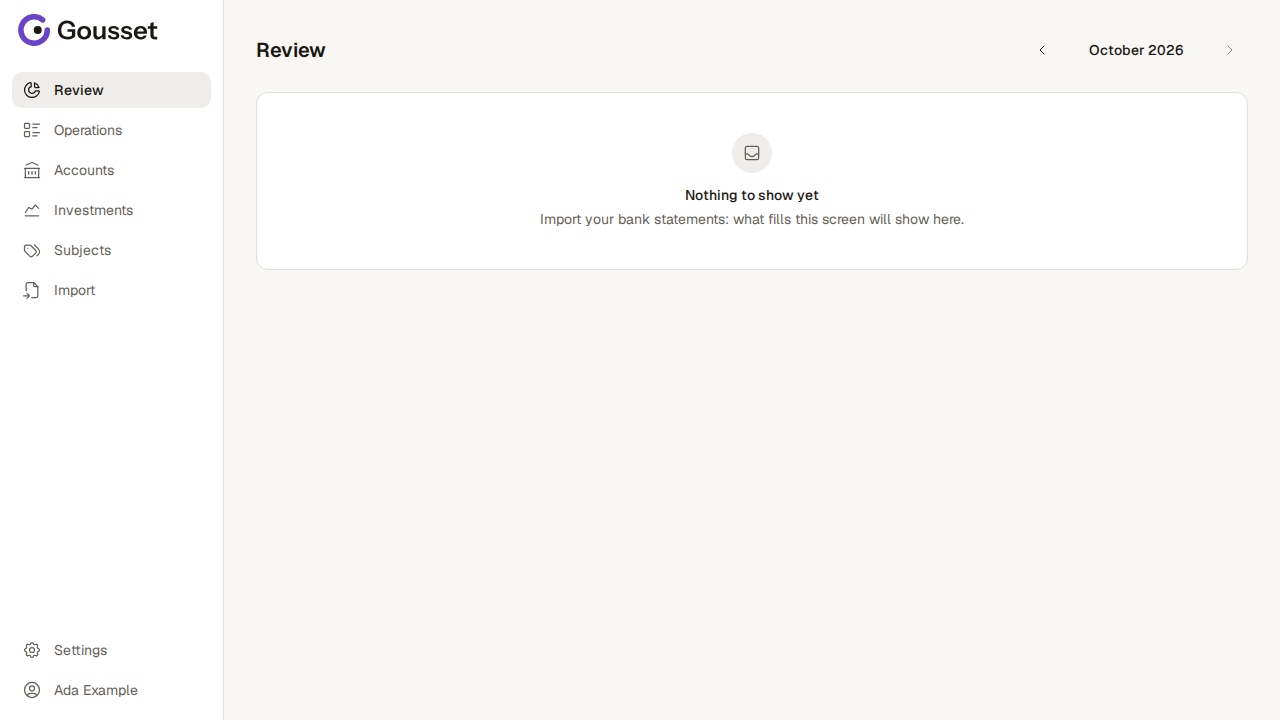 Gousset
Review
Operations
Accounts
Investments
Subjects
Import
Settings
Ada Example
Review
October 2026
Nothing to show yet
Import your bank statements: what fills this screen will show here.